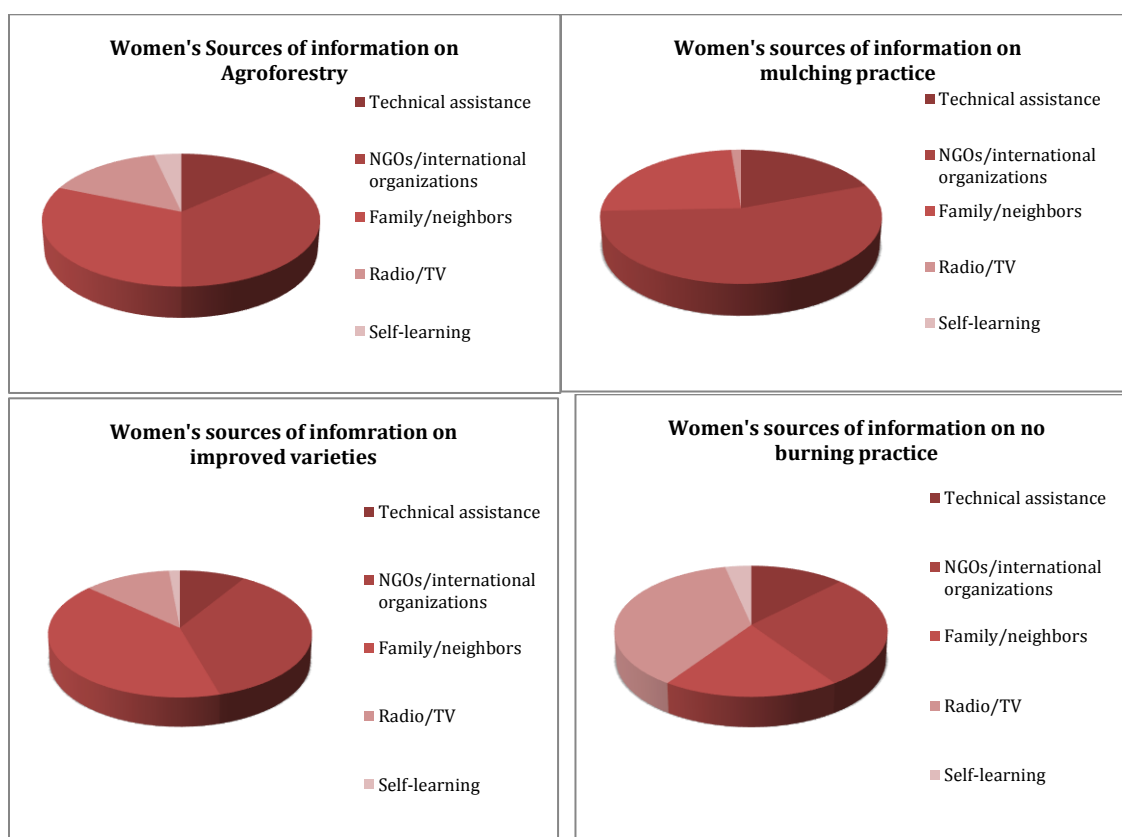 Women's Sources of information on
Agroforestry
Technical assistance
NGOs/international
organizations
Family/neighbors
Radio/TV
Self-learning
Women's sources of information on
mulching practice
Technical assistance
NGOs/international
organizations
Family/neighbors
Radio/TV
Self-learning
Women's sources of infomration on
improved varieties
Technical assistance
NGOs/international
organizations
Family/neighbors
Radio/TV
Self-learning
Women's sources of information on no
burning practice
Technical assistance
NGOs/international
organizations
Family/neighbors
Radio/TV
Self-learning